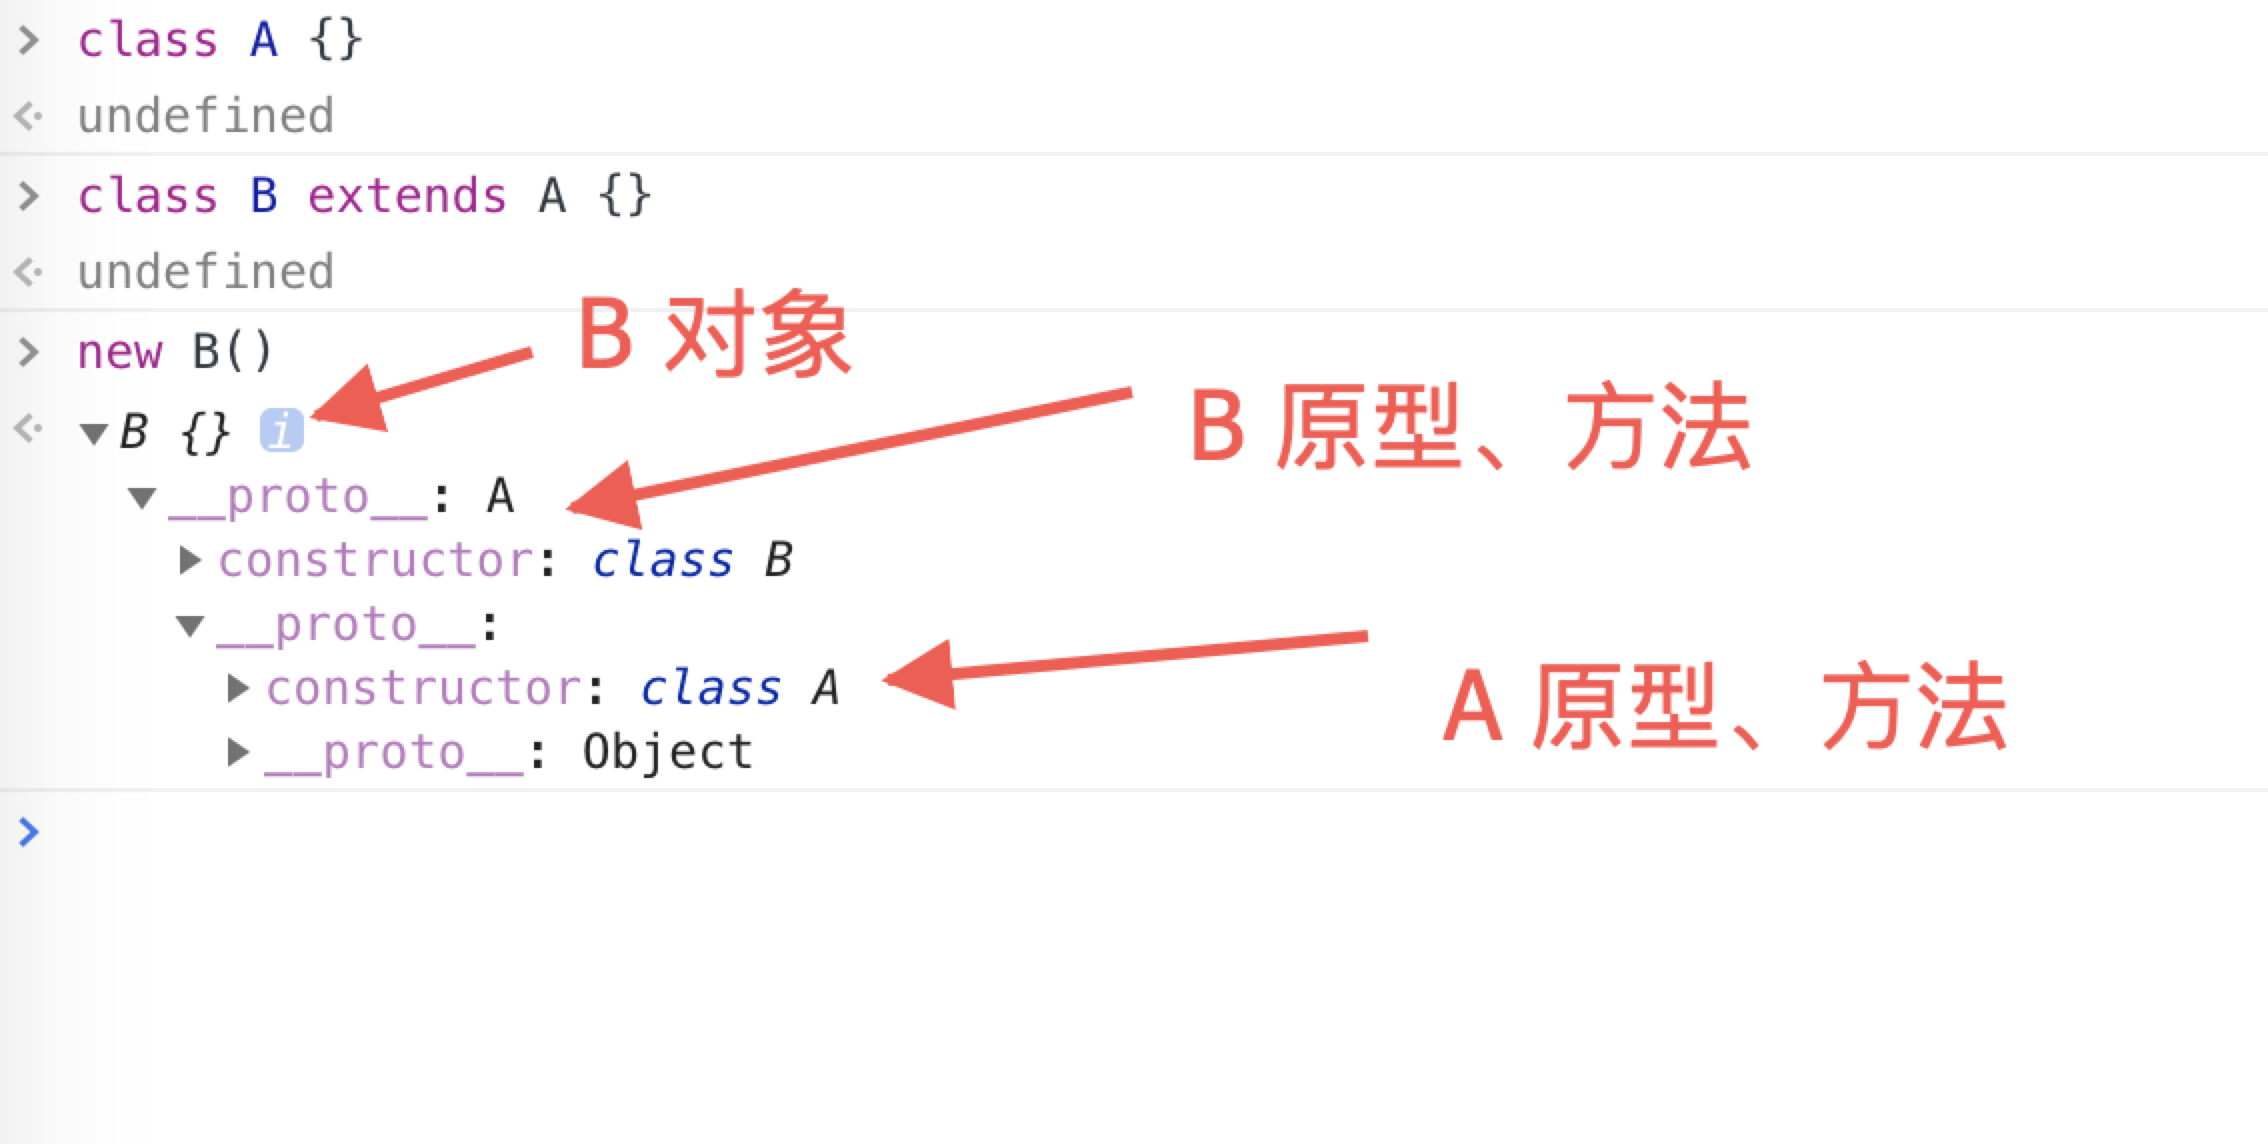 class A {}
undefined
class B extends A {}
undefined
B 对象
new B()
B 原型、方法
B {} i
__proto__: A
constructor: class B
__proto__:
A 原型、方法
constructor: class A
__proto__: Object